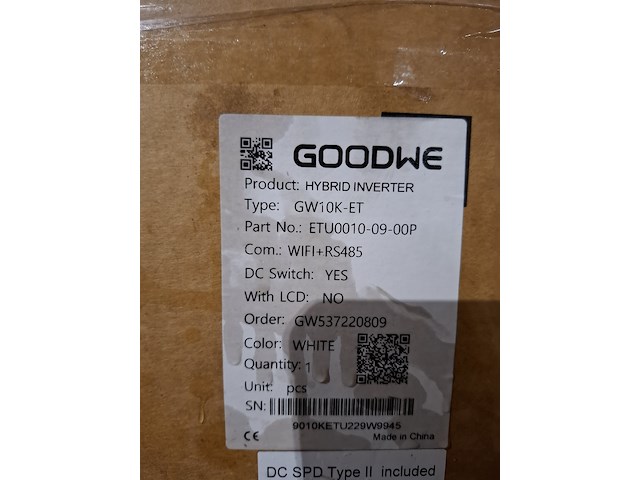 GOODWE
Product: HYBRID INVERTER
Type: GW10K-ET
Part No.: ETU0010-09-00P
Com.: WIFI+RS485
DC Switch: YES
With LCD: NO
Order: GW537220809
Color: WHITE
Quantity: 1
Unit: pcs
SN:
9010KETU229W9945
CE Made in China
DC SPD Type II included